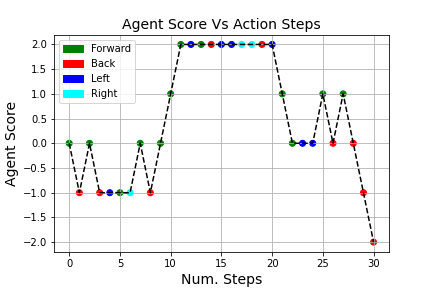 Agent Score Vs Action Steps
Agent Score
2.0
1.5
1.0
0.5
0.0
−0.5
−1.0
−1.5
−2.0
Forward
Back
Left
Right
0 5 10 15 20 25 30
Num. Steps